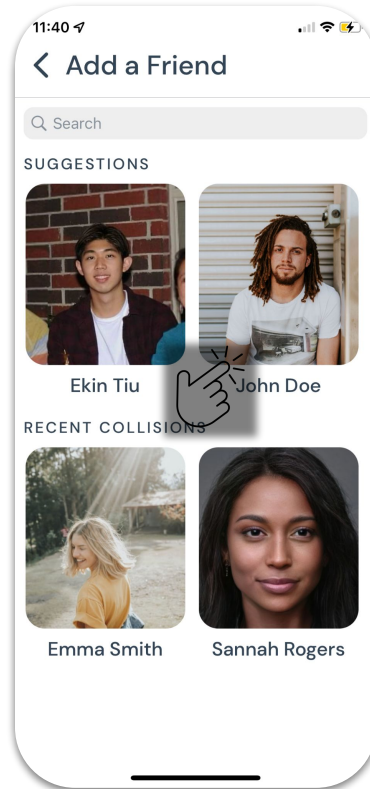 11:40
Add a Friend
Search
SUGGESTIONS
Ekin Tiu
John Doe
RECENT COLLISIONS
Emma Smith
Sannah Rogers